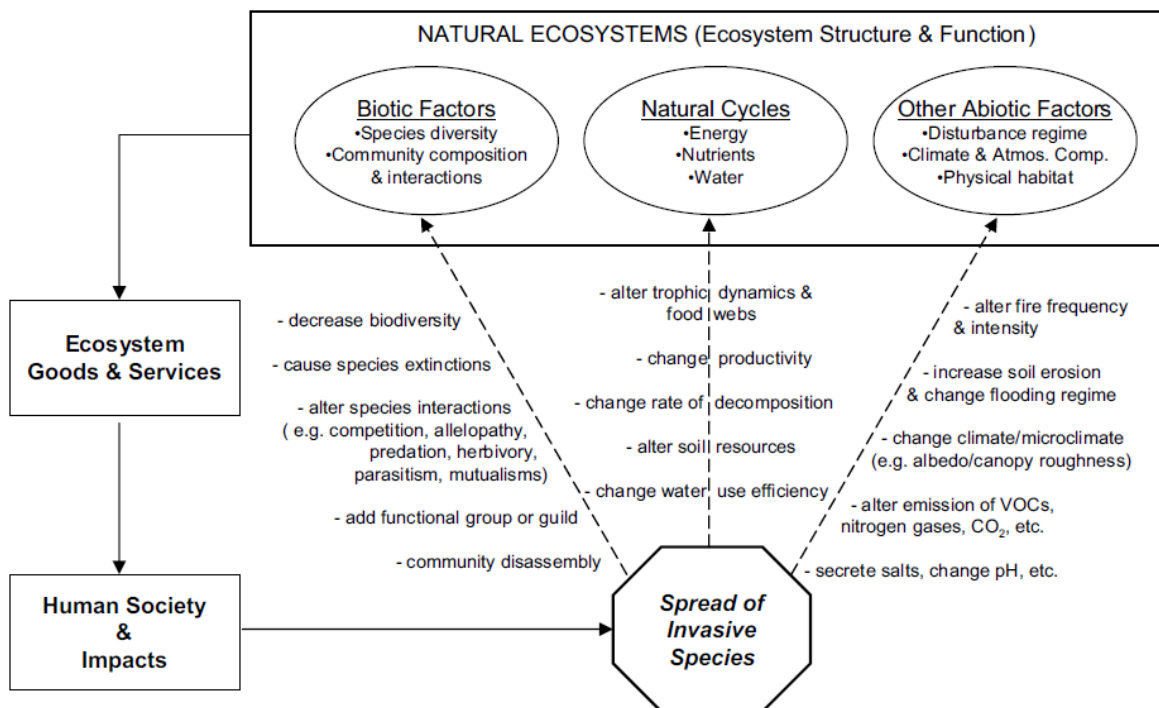 NATURAL ECOSYSTEMS (Ecosystem Structure & Function)
Biotic Factors
•Species diversity
•Community composition
& interactions
Natural Cycles
•Energy
•Nutrients
•Water
Other Abiotic Factors
•Disturbance regime
•Climate & Atmos. Comp.
•Physical habitat
Ecosystem
Goods & Services
Human Society
&
Impacts
- decrease biodiversity
- cause species extinctions
- alter species interactions
( e.g. competition, allelopathy,
predation, herbivory,
parasitism, mutualisms)
- add functional group or guild
- community disassembly
- alter trophic dynamics &
food webs
- change productivity
- change rate of decomposition
- alter soil resources
- change water use efficiency
- alter fire frequency
& intensity
- increase soil erosion
& change flooding regime
- change climate/microclimate
(e.g. albedo/canopy roughness)
- alter emission of VOCs,
nitrogen gases, CO₂, etc.
- secrete salts, change pH, etc.
Spread of
Invasive
Species